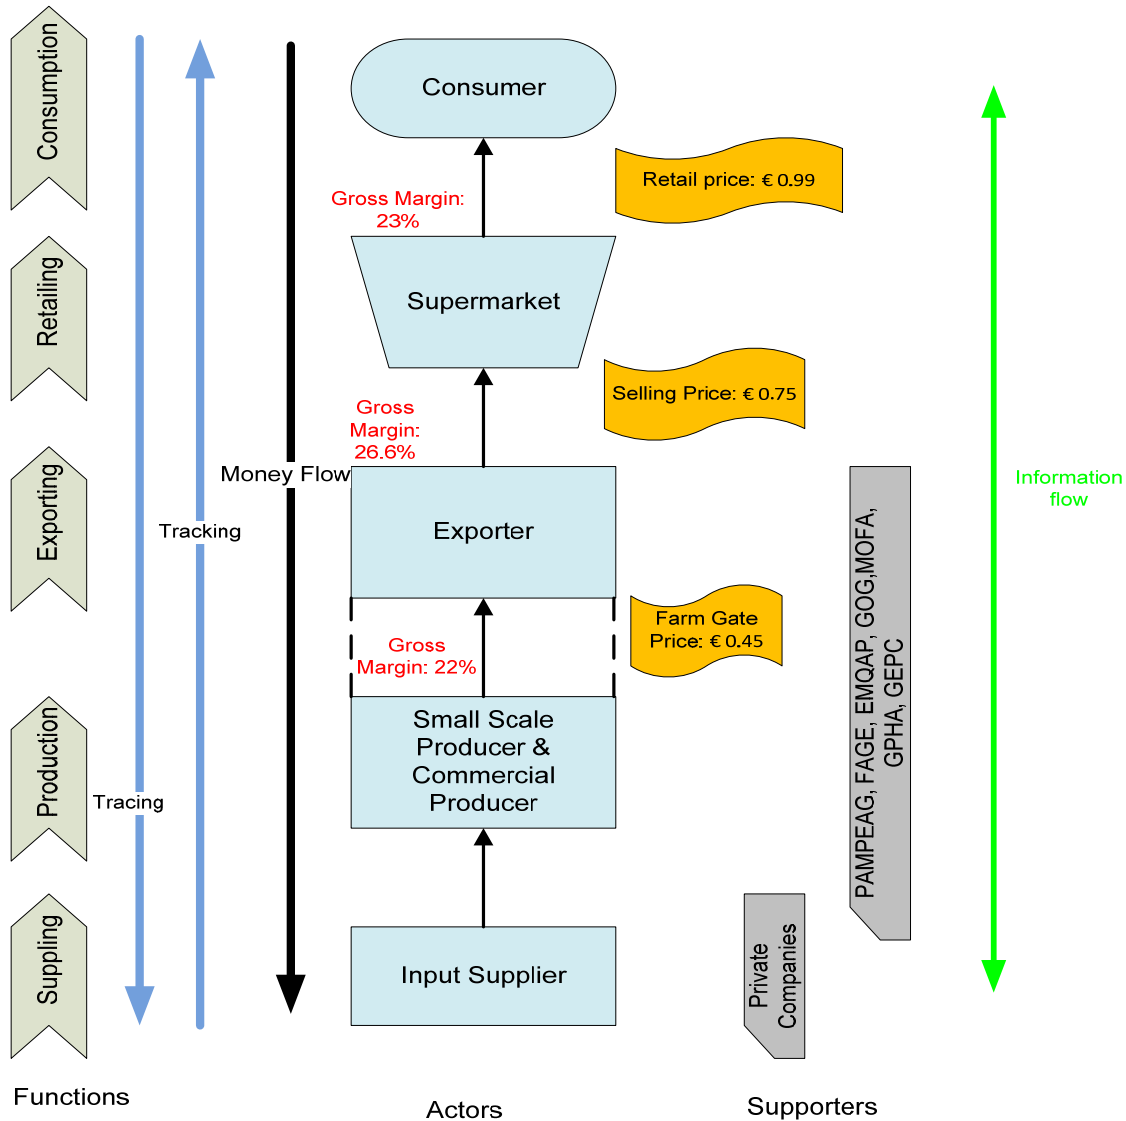 Consumption
Retailing
Exporting
Production
Suppling
Functions
Tracing
Tracking
Money Flow
Consumer
Gross Margin:
23%
Supermarket
Gross
Margin:
26.6%
Exporter
Gross
Margin: 22%
Small Scale
Producer &
Commercial
Producer
Input Supplier
Actors
Retail price: € 0.99
Selling Price: € 0.75
Farm Gate
Price: € 0.45
PAMPEAG, FAGE, EMQAP, GOG,MOFA,
GPHA, GEPC
Private
Companies
Supporters
Information
flow